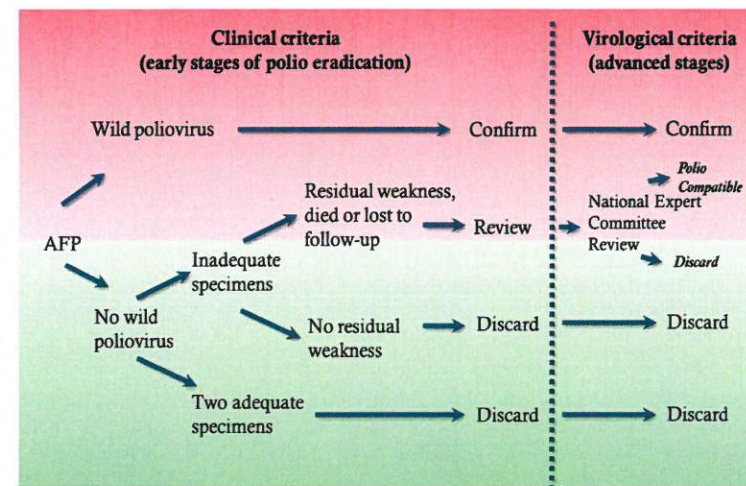 Clinical criteria
(early stages of polio eradication)
Virological criteria
(advanced stages)
Wild poliovirus
Confirm
Confirm
Residual weakness,
died or lost to
follow-up
Review
National Expert
Committee
Review
Polio
Compatible
Discard
AFP
Inadequate
specimens
No wild
poliovirus
No residual
weakness
Discard
Discard
Two adequate
specimens
Discard
Discard